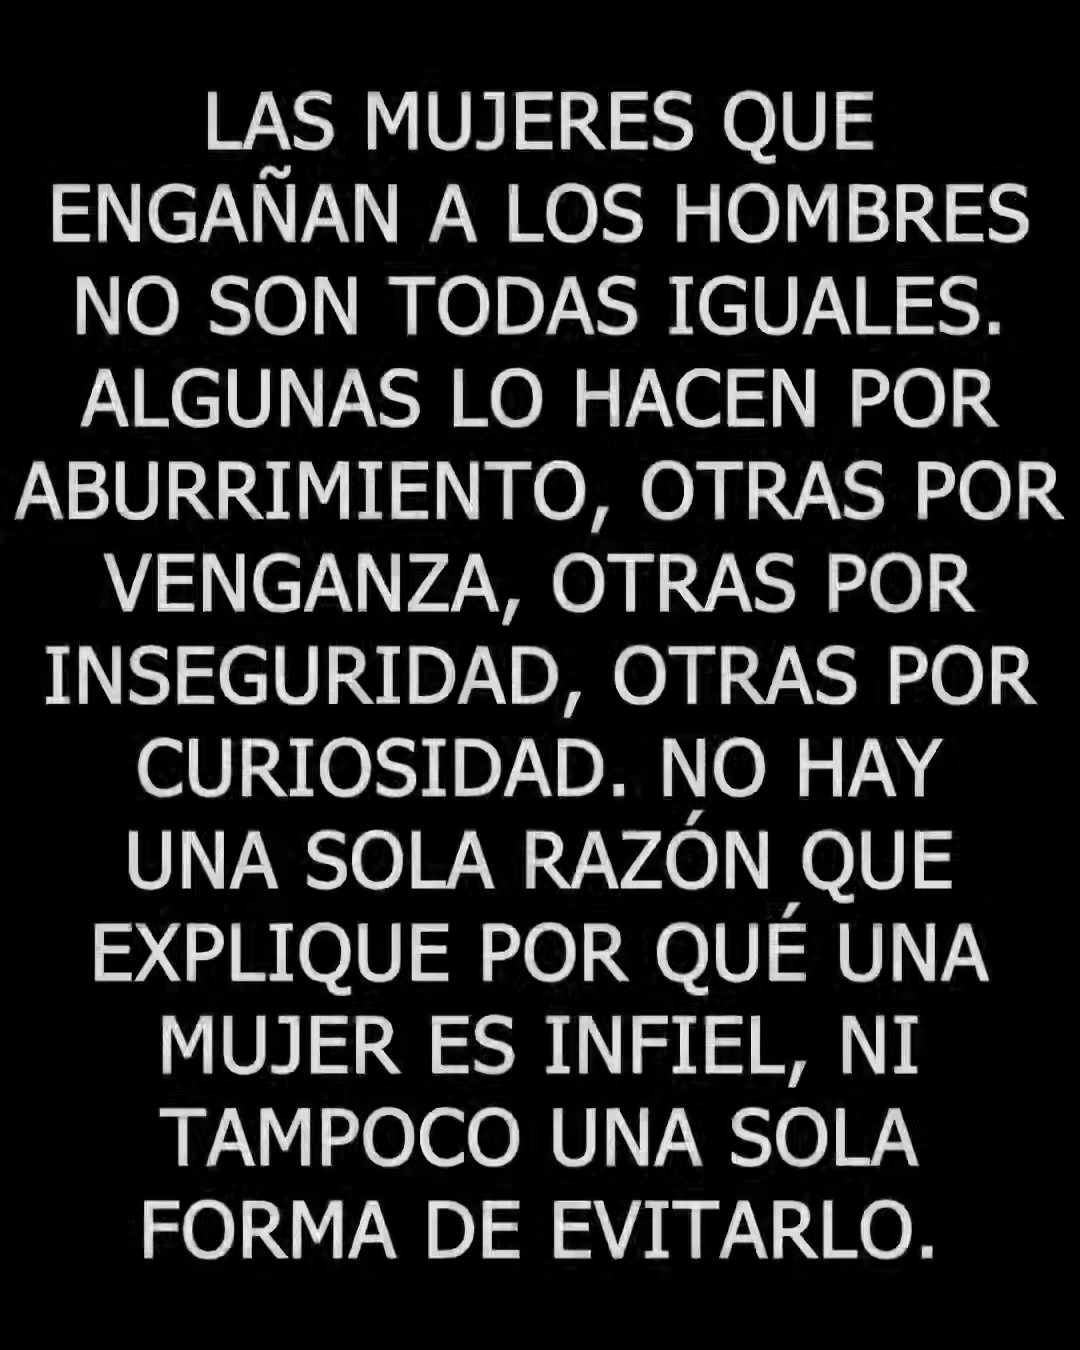 LAS MUJERES QUE
ENGAÑAN A LOS HOMBRES
NO SON TODAS IGUALES.
ALGUNAS LO HACEN POR
ABURRIMIENTO, OTRAS POR
VENGANZA, OTRAS POR
INSEGURIDAD, OTRAS POR
CURIOSIDAD. NO HAY
UNA SOLA RAZÓN QUE
EXPLIQUE POR QUÉ UNA
MUJER ES INFIEL, NI
TAMPOCO UNA SOLA
FORMA DE EVITARLO.